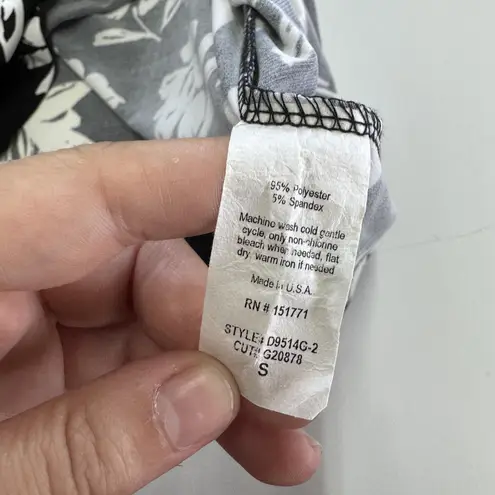 95% Polyester
5% Spandex
Machine wash cold gentle
cycle, only non-chlorine
bleach when needed, flat
dry, warm iron if needed
Made in U.S.A.
RN # 151771
STYLE# D9514G-2
CUT# G20878
S